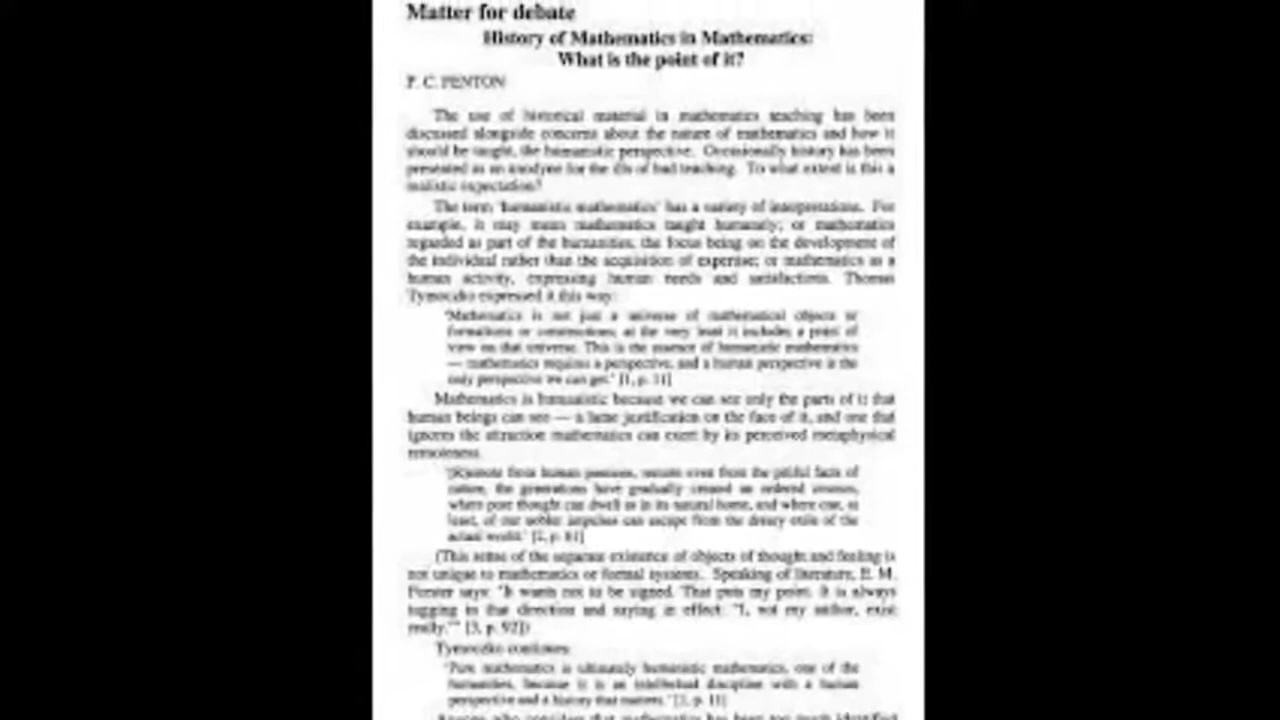 Matter for debate
History of Mathematics in Mathematics:
What is the point of it?
P. C. FENTON
The use of historical material in mathematics teaching has been
discussed alongside concerns about the nature of mathematics and how it
should be taught, the humanistic perspective. Occasionally history has been
presented as an anodyne for the ills of bad teaching. To what extent is this a
realistic expectation?
The term 'humanistic mathematics' has a variety of interpretations. For
example, it may mean mathematics taught humanely; or mathematics
regarded as part of the humanities, the focus being on the development of
the individual rather than the acquisition of expertise; or mathematics as a
human activity, expressing human needs and satisfactions. Thomas
Tymoczko expressed it this way:
'Mathematics is not just a universe of mathematical objects or
formalisms or constructions; at the very least it includes a point of
view on that universe. This is the essence of humanistic mathematics
— mathematics requires a perspective, and a human perspective is the
only perspective we can get.' [1, p. 11]
Mathematics is humanistic because we can see only the parts of it that
human beings can see — a lame justification on the face of it, and one that
ignores the attraction mathematics can exert by its perceived metaphysical
remoteness.
'[R]emote from human passions, remote even from the pitiful facts of
nature, the generations have gradually created an ordered cosmos,
where pure thought can dwell as in its natural home, and where one, at
least, of our nobler impulses can escape from the dreary exile of the
actual world.' [2, p. 61]
(This sense of the separate existence of objects of thought and feeling is
not unique to mathematics or formal systems. Speaking of literature, E. M.
Forster says: "It wants not to be signed. That puts my point. It is always
tugging in that direction and saying in effect: "I, not my author, exist
really."" [3, p. 92])
Tymoczko continues:
'Pure mathematics is ultimately humanistic mathematics, one of the
humanities, because it is an intellectual discipline with a human
perspective and a history that matters.' [1, p. 11]
Anyone who considers that mathematics has been too much identified